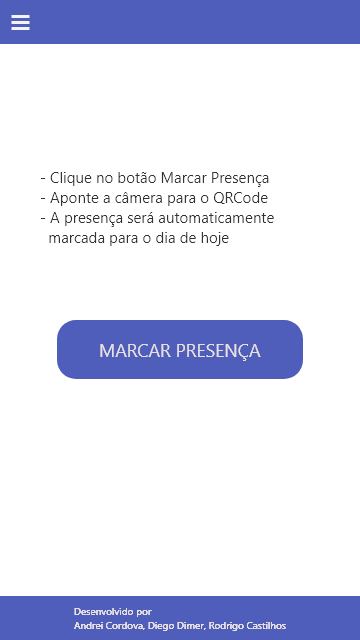 - Clique no botão Marcar Presença
- Aponte a câmera para o QRCode
- A presença será automaticamente
marcada para o dia de hoje
MARCAR PRESENÇA
Desenvolvido por
Andrei Cordova, Diego Dimer, Rodrigo Castilhos